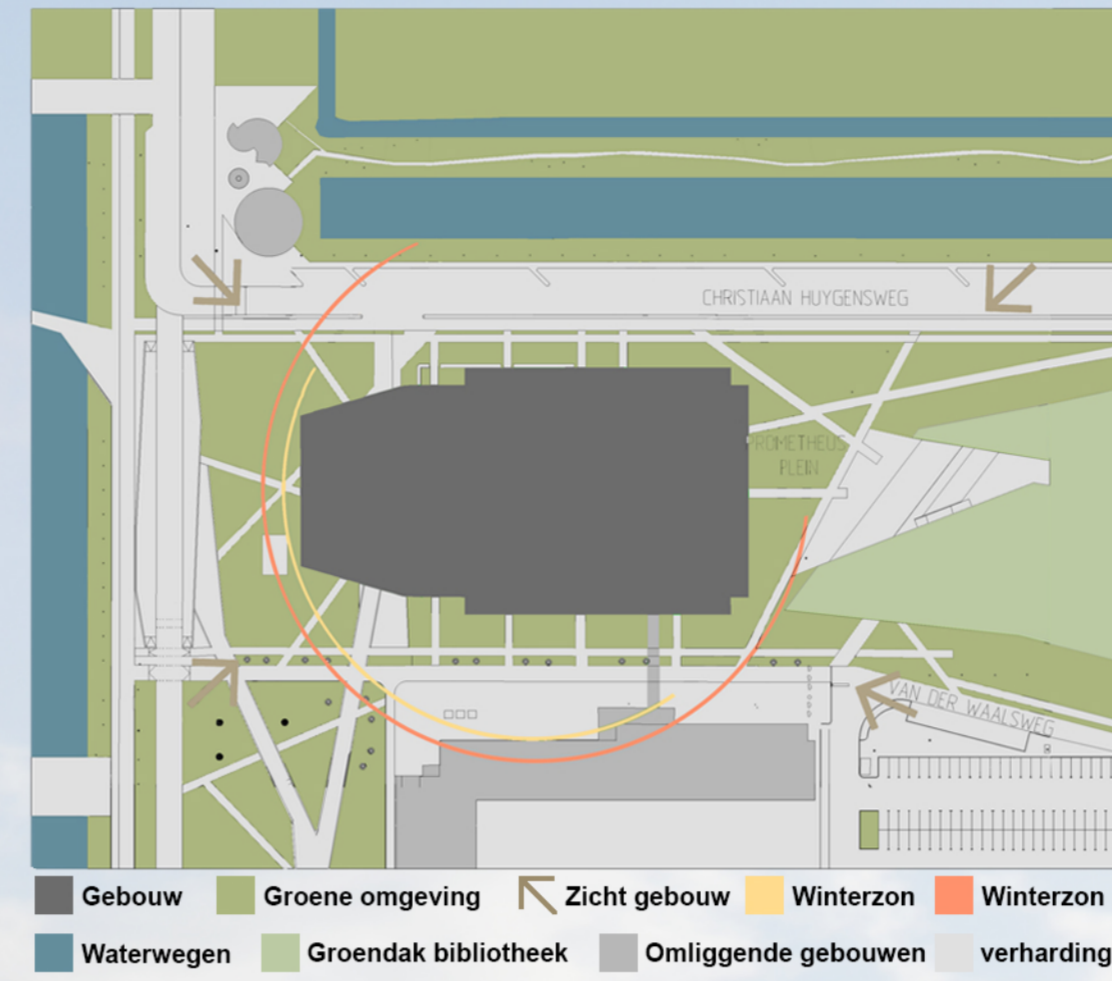 CHRISTIAAN HUYGENSWEG
PROMETHEUS
PLEIN
VAN DER WAALSWEG
Gebouw
Groene omgeving
Zicht gebouw
Winterzon
Winterzon
Waterwegen
Groendak bibliotheek
Omliggende gebouwen
verharding